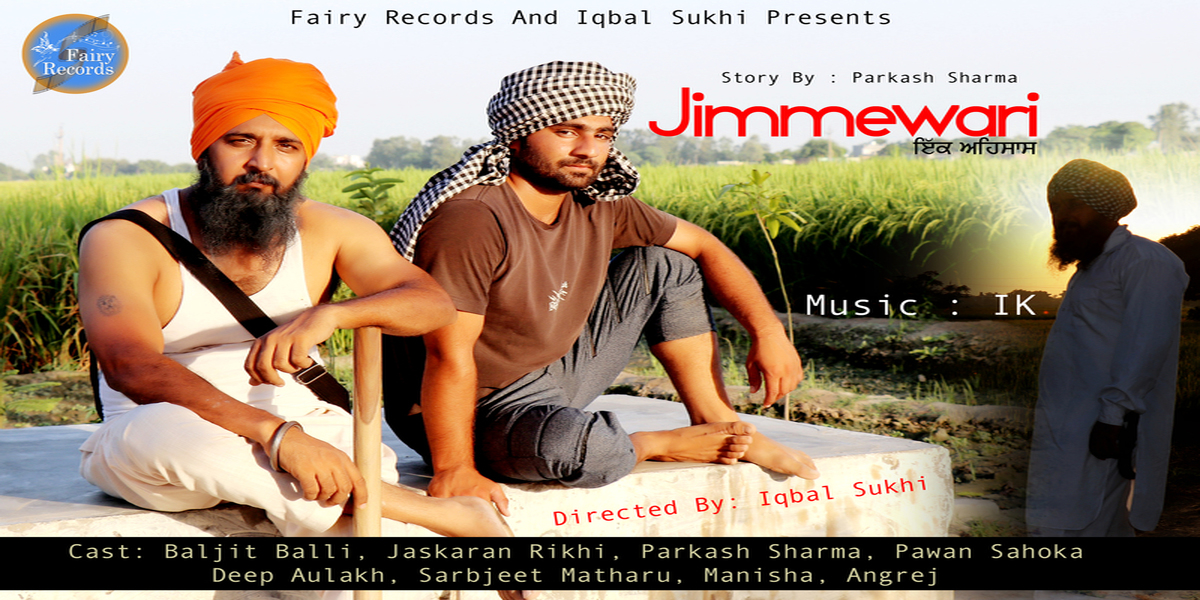 Fairy Records And Iqbal Sukhi Presents
Fairy
Records
Story By : Parkash Sharma
Jimmewari
ਇੱਕ ਅਹਿਸਾਸ
Music : IK
Directed By: Iqbal Sukhi
Cast: Baljit Balli, Jaskaran Rikhi, Parkash Sharma, Pawan Sahoka
Deep Aulakh, Sarbjeet Matharu, Manisha, Angrej